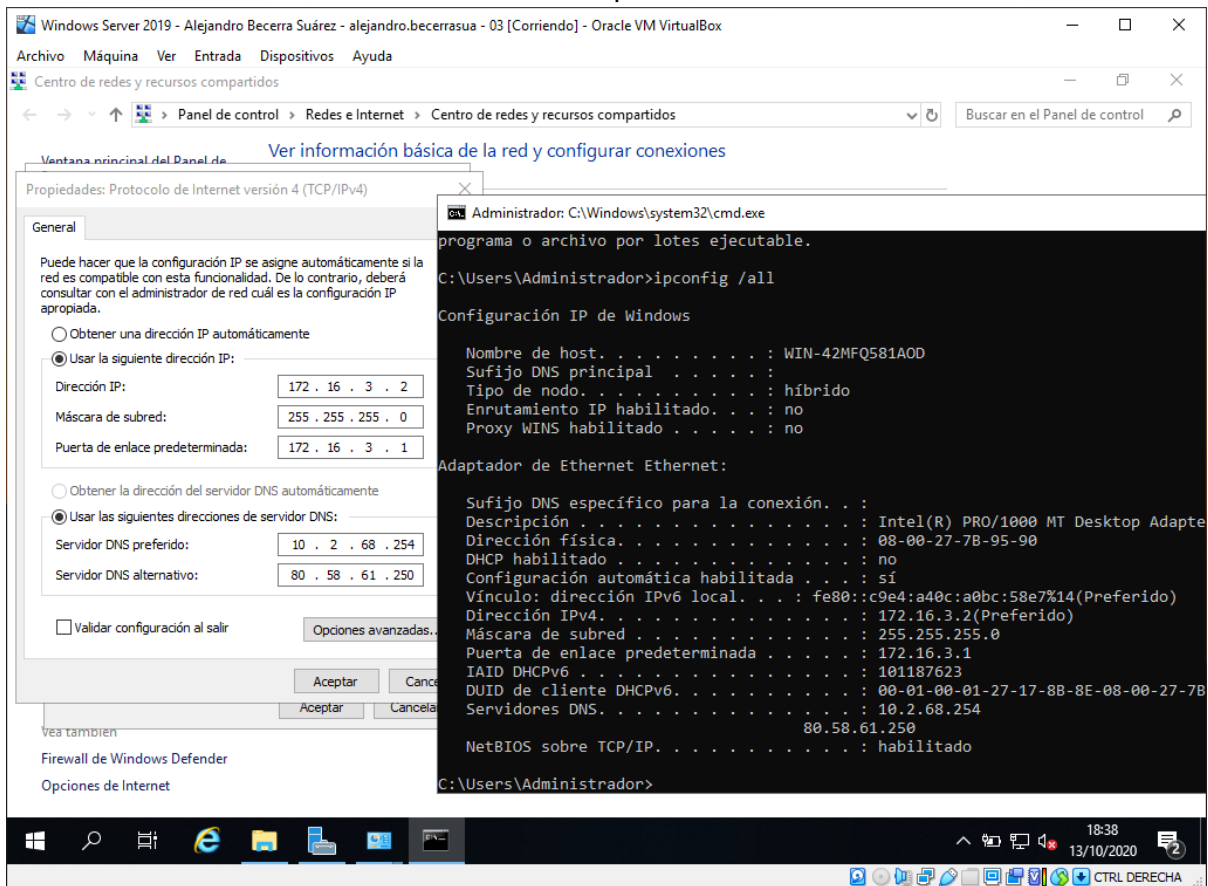 Windows Server 2019 - Alejandro Becerra Suárez - alejandro.becerrasua - 03 [Corriendo] - Oracle VM VirtualBox
Archivo Máquina Ver Entrada Dispositivos Ayuda
Centro de redes y recursos compartidos
Panel de control > Redes e Internet > Centro de redes y recursos compartidos
Buscar en el Panel de control
Ventana principal del Panel de
Ver información básica de la red y configurar conexiones
Propiedades: Protocolo de Internet versión 4 (TCP/IPv4)
General
Puede hacer que la configuración IP se asigne automáticamente si la
red es compatible con esta funcionalidad. De lo contrario, deberá
consultar con el administrador de red cuál es la configuración IP
apropiada.
Obtener una dirección IP automáticamente
Usar la siguiente dirección IP:
Dirección IP: 172 . 16 . 3 . 2
Máscara de subred: 255 . 255 . 255 . 0
Puerta de enlace predeterminada: 172 . 16 . 3 . 1
Obtener la dirección del servidor DNS automáticamente
Usar las siguientes direcciones de servidor DNS:
Servidor DNS preferido: 10 . 2 . 68 . 254
Servidor DNS alternativo: 80 . 58 . 61 . 250
Validar configuración al salir
Opciones avanzadas..
Aceptar Cance
Aceptar Cancela
Vea también
Firewall de Windows Defender
Opciones de Internet
Administrador: C:\Windows\system32\cmd.exe
programa o archivo por lotes ejecutable.
C:\Users\Administrador>ipconfig /all
Configuración IP de Windows
Nombre de host. . . . . . . . . : WIN-42MFQ581AOD
Sufijo DNS principal . . . . . :
Tipo de nodo. . . . . . . . . . : híbrido
Enrutamiento IP habilitado. . . : no
Proxy WINS habilitado . . . . . : no
Adaptador de Ethernet Ethernet:
Sufijo DNS específico para la conexión. . :
Descripción . . . . . . . . . . . . . . . : Intel(R) PRO/1000 MT Desktop Adapte
Dirección física. . . . . . . . . . . . . : 08-00-27-7B-95-90
DHCP habilitado . . . . . . . . . . . . . : no
Configuración automática habilitada . . . : sí
Vínculo: dirección IPv6 local. . . : fe80::c9e4:a40c:a0bc:58e7%14(Preferido)
Dirección IPv4. . . . . . . . . . . . . . : 172.16.3.2(Preferido)
Máscara de subred . . . . . . . . . . . . : 255.255.255.0
Puerta de enlace predeterminada . . . . . : 172.16.3.1
IAID DHCPv6 . . . . . . . . . . . . . . . : 101187623
DUID de cliente DHCPv6. . . . . . . . . . : 00-01-00-01-27-17-8B-8E-08-00-27-7B
Servidores DNS. . . . . . . . . . . . . . : 10.2.68.254
80.58.61.250
NetBIOS sobre TCP/IP. . . . . . . . . . . : habilitado
C:\Users\Administrador>
18:38
13/10/2020
2
CTRL DERECHA